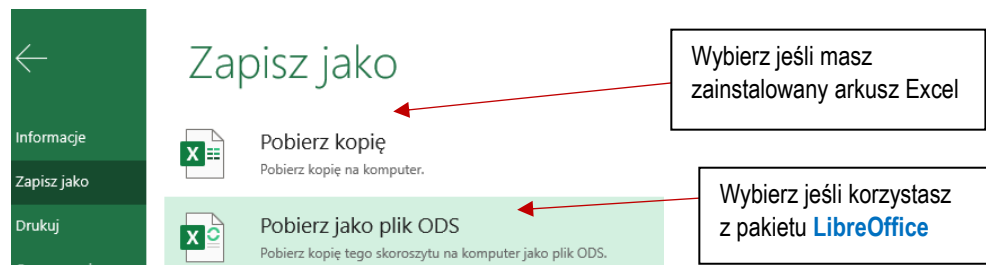 Zapisz jako
Wybierz jeśli masz
zainstalowany arkusz Excel
Informacje
Pobierz kopię
Pobierz kopię na komputer.
Zapisz jako
Wybierz jeśli korzystasz
z pakietu LibreOffice
Drukuj
Pobierz jako plik ODS
Pobierz kopię tego skoroszytu na komputer jako plik ODS.